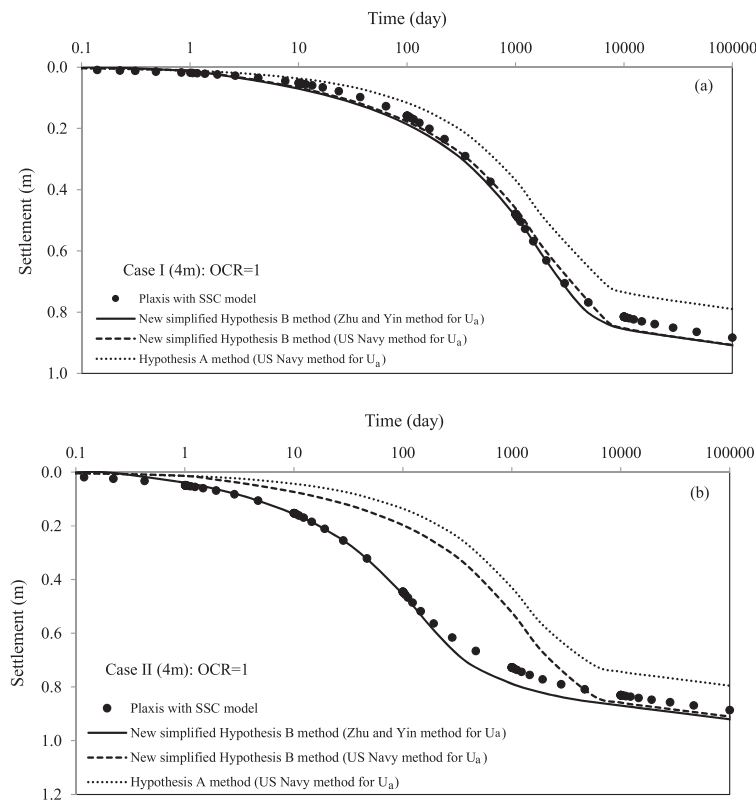 Time (day)
0.1 1 10 100 1000 10000 100000
0.0
(a)
0.2
0.4
Settlement (m)
0.6
Case I (4m): OCR=1
Plaxis with SSC model
0.8
New simplified Hypothesis B method (Zhu and Yin method for Ua)
New simplified Hypothesis B method (US Navy method for Ua)
Hypothesis A method (US Navy method for Ua)
1.0
Time (day)
0.1 1 10 100 1000 10000 100000
0.0
(b)
0.2
0.4
Settlement (m)
0.6
Case II (4m): OCR=1
0.8
Plaxis with SSC model
New simplified Hypothesis B method (Zhu and Yin method for Ua)
1.0
New simplified Hypothesis B method (US Navy method for Ua)
Hypothesis A method (US Navy method for Ua)
1.2